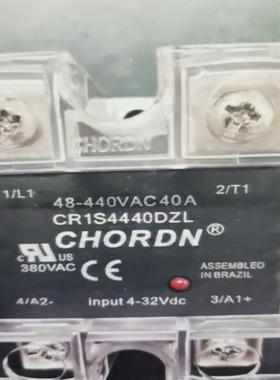 CHORDN
1/L1
48-440VAC 40A
2/T1
CR1S4440DZL
CHORDN®
c RU US
380VAC
ASSEMBLED
IN BRAZIL
4/A2-
input 4-32Vdc
3/A1+